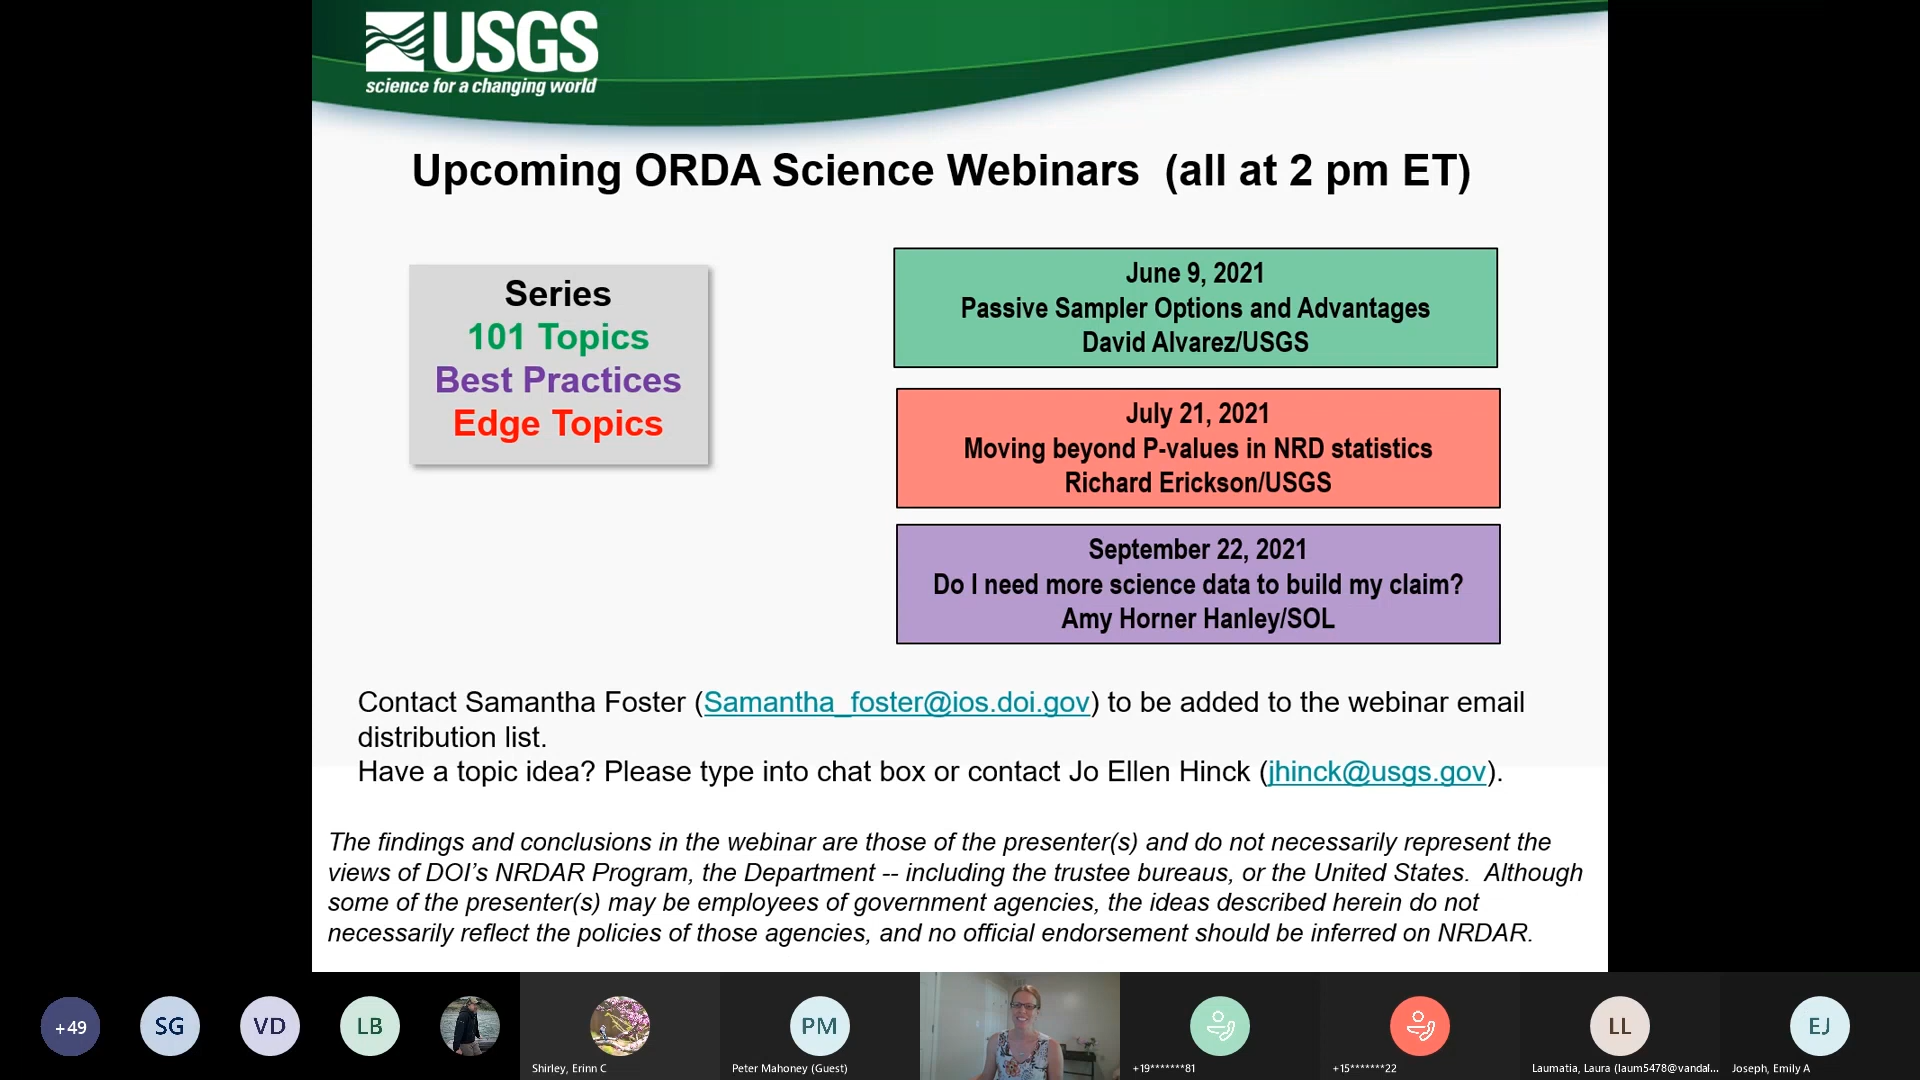 USGS
science for a changing world
Upcoming ORDA Science Webinars (all at 2 pm ET)
Series
101 Topics
Best Practices
Edge Topics
June 9, 2021
Passive Sampler Options and Advantages
David Alvarez/USGS
July 21, 2021
Moving beyond P-values in NRD statistics
Richard Erickson/USGS
September 22, 2021
Do I need more science data to build my claim?
Amy Horner Hanley/SOL
Contact Samantha Foster (Samantha_foster@ios.doi.gov) to be added to the webinar email
distribution list.
Have a topic idea? Please type into chat box or contact Jo Ellen Hinck (jhinck@usgs.gov).
The findings and conclusions in the webinar are those of the presenter(s) and do not necessarily represent the
views of DOI’s NRDAR Program, the Department -- including the trustee bureaus, or the United States. Although
some of the presenter(s) may be employees of government agencies, the ideas described herein do not
necessarily reflect the policies of those agencies, and no official endorsement should be inferred on NRDAR.
+49
SG
VD
LB
Shirley, Erinn C
PM
Peter Mahoney (Guest)
+19*******81
+15*******22
LL
Laumatia, Laura (laum5478@vandal...
EJ
Joseph, Emily A